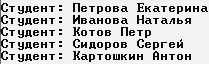 Студент: Петрова Екатерина
Студент: Иванова Наталья
Студент: Котов Петр
Студент: Сидоров Сергей
Студент: Картошкин Антон